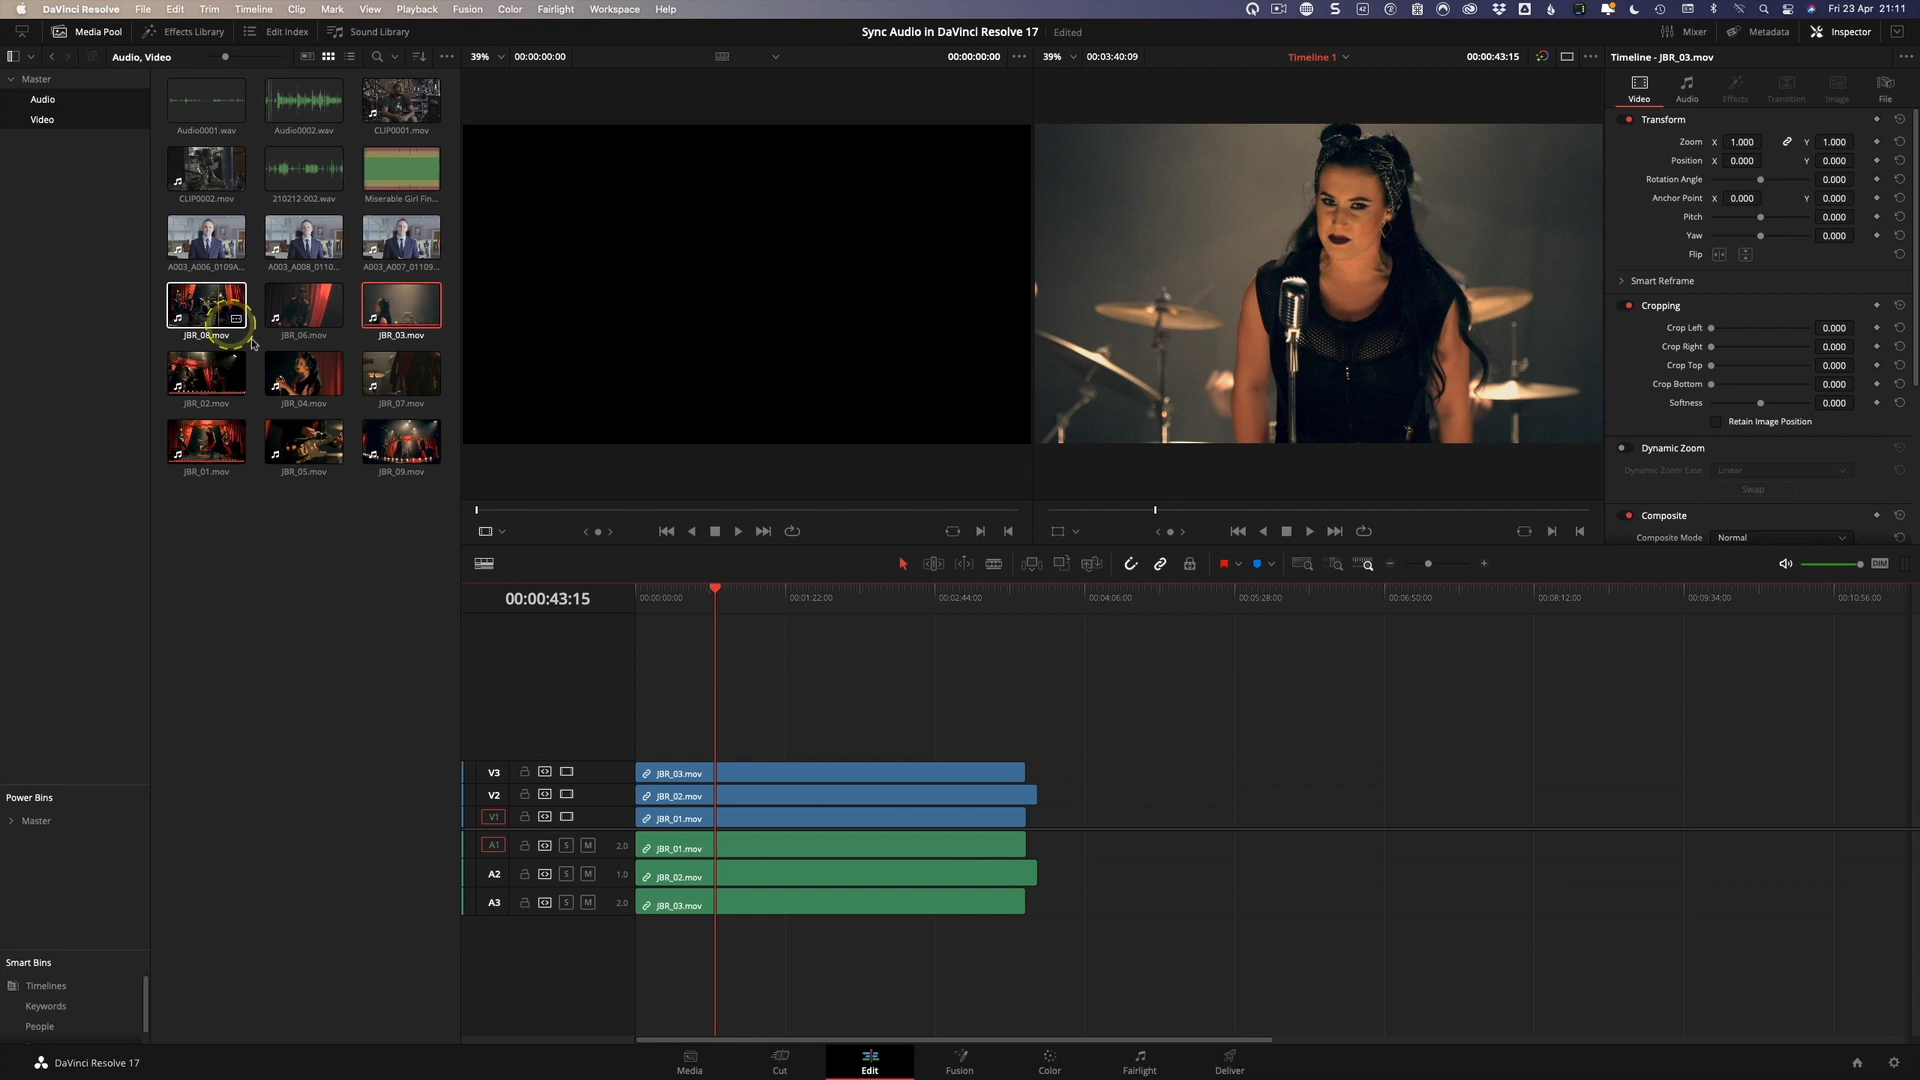 DaVinci Resolve File Edit Trim Timeline Clip Mark View Playback Fusion Color Fairlight Workspace Help Fri 23 Apr 21:11
Media Pool Effects Library Edit Index Sound Library Sync Audio in DaVinci Resolve 17 Edited Mixer Metadata Inspector
Audio, Video 39% 00:00:00:00 00:00:00:00 39% 00:03:40:09 Timeline 1 00:00:43:15 Timeline - JBR_03.mov
Master
Audio
Video
Audio0001.wav Audio0002.wav CLIP0001.mov
CLIP0002.mov 210212-002.wav Miserable Girl Fin...
A003_A006_0109A... A003_A008_0110... A003_A007_01109...
JBR_08.mov JBR_06.mov JBR_03.mov
JBR_02.mov JBR_04.mov JBR_07.mov
JBR_01.mov JBR_05.mov JBR_09.mov
Video Audio Effects Transition Image File
Transform
Zoom X 1.000 Y 1.000
Position X 0.000 Y 0.000
Rotation Angle 0.000
Anchor Point X 0.000 Y 0.000
Pitch 0.000
Yaw 0.000
Flip
Smart Reframe
Cropping
Crop Left 0.000
Crop Right 0.000
Crop Top 0.000
Crop Bottom 0.000
Softness 0.000
Retain Image Position
Dynamic Zoom
Dynamic Zoom Ease Linear
Swap
Composite
Composite Mode Normal
DIM
00:00:43:15
00:00:00:00 00:01:22:00 00:02:44:00 00:04:06:00 00:05:28:00 00:06:50:00 00:08:12:00 00:09:34:00 00:10:56:00
V3 JBR_03.mov
V2 JBR_02.mov
V1 JBR_01.mov
A1 S M 2.0 JBR_01.mov
A2 S M 1.0 JBR_02.mov
A3 S M 2.0 JBR_03.mov
Power Bins
Master
Smart Bins
Timelines
Keywords
People
DaVinci Resolve 17
Media Cut Edit Fusion Color Fairlight Deliver